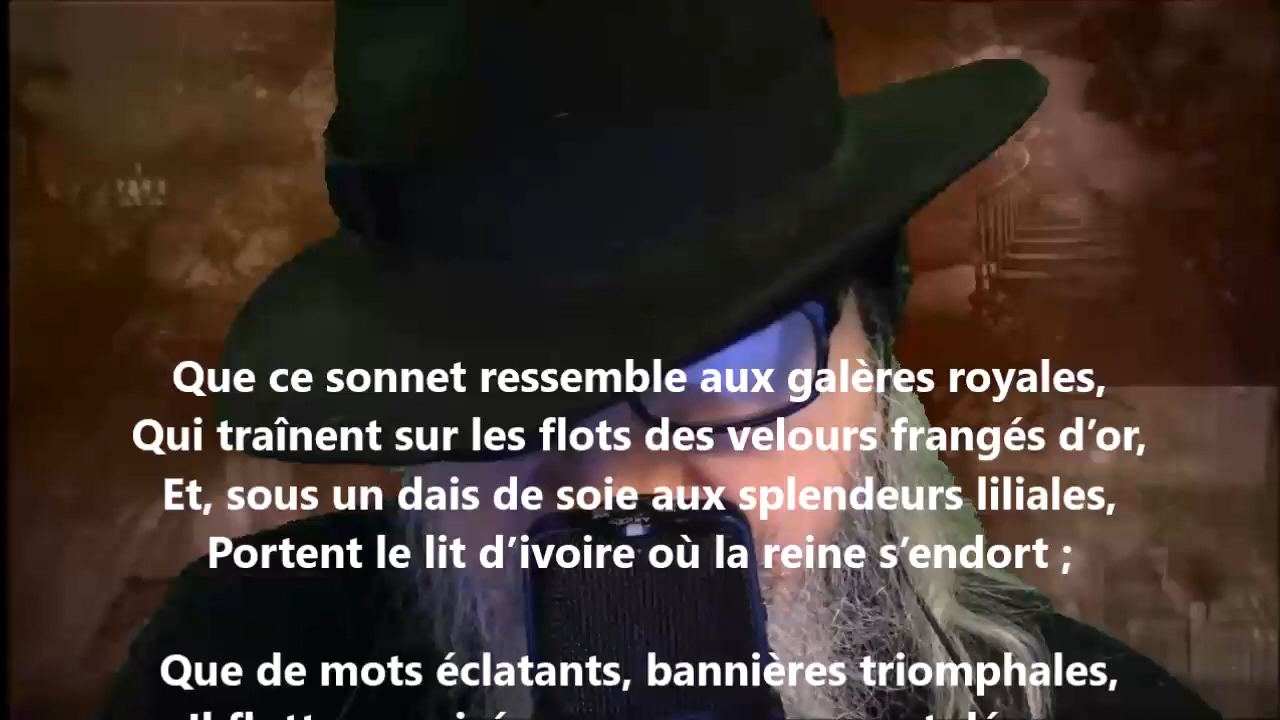 Que ce sonnet ressemble aux galères royales,
Qui traînent sur les flots des velours frangés d’or,
Et, sous un dais de soie aux splendeurs liliales,
Portent le lit d’ivoire où la reine s’endort ;
Que de mots éclatants, bannières triomphales,